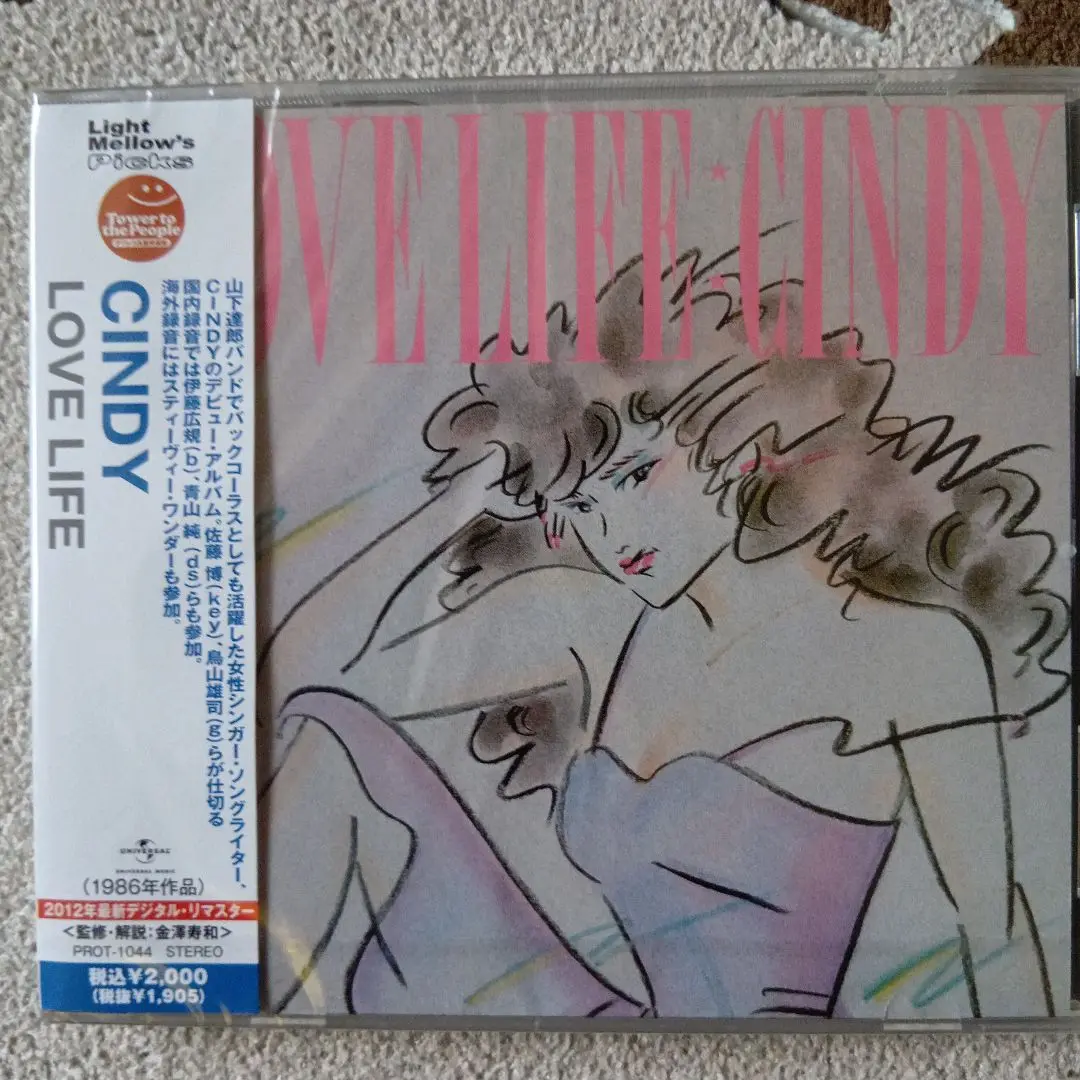 Light
Mellow's
Picks
Tower to
the People
CINDY
LOVE LIFE
山下達郎バンドでバックコーラスとしても活躍した女性シンガー・ソングライター、
CINDYのデビュー・アルバム。佐藤 博(key)、鳥山雄司(g)らが仕切る
国内録音では伊藤広規(b)、青山 純(ds)らも参加。
海外録音にはスティーヴィー・ワンダーも参加。
UNIVERSAL
UNIVERSAL MUSIC
(1986年作品)
2012年最新デジタル・リマスター
<監修・解説:金澤寿和>
PROT-1044 STEREO
税込¥2,000
(税抜¥1,905)
OVE LIFE★CINDY